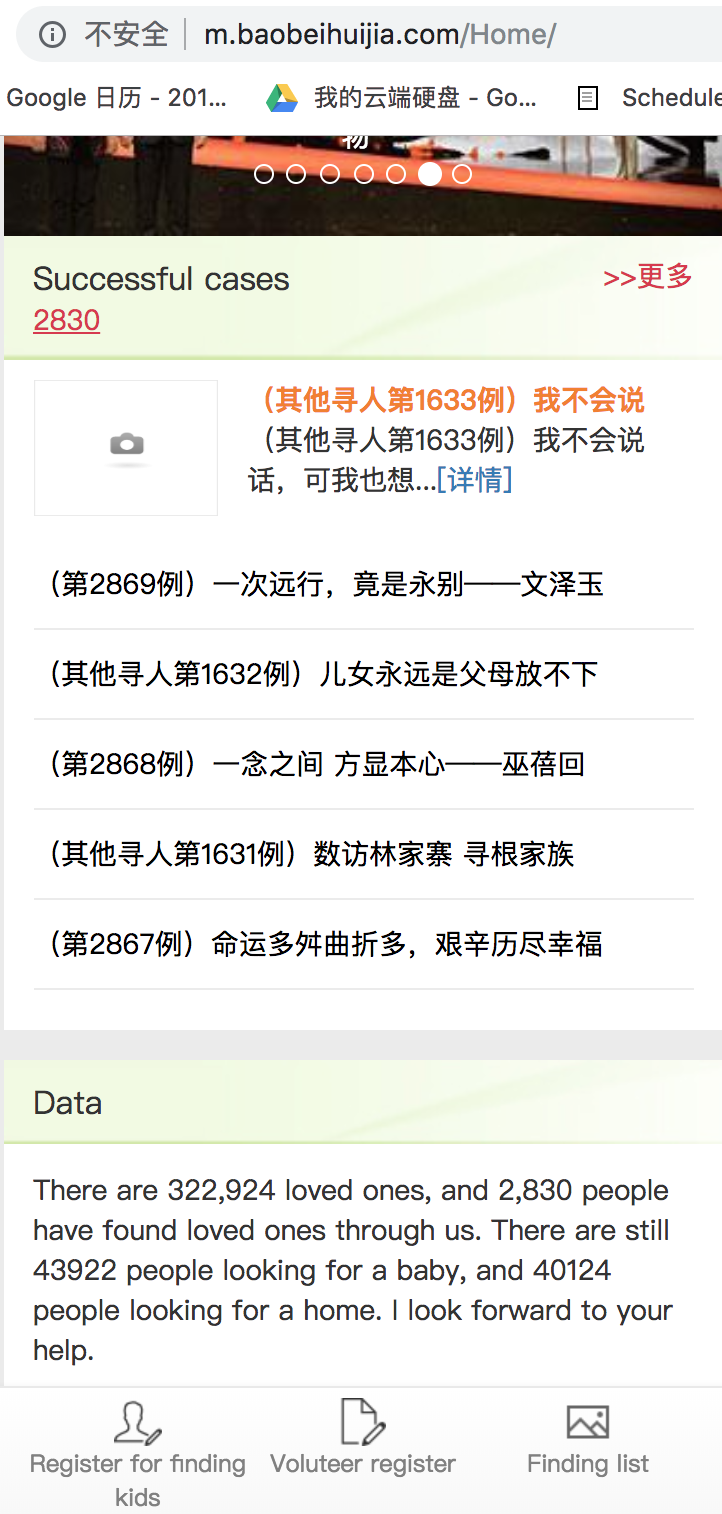 不安全 m.baobeihuijia.com/Home/
Google 日历 - 201... 我的云端硬盘 - Go... Schedule
物
Successful cases >>更多
2830
（其他寻人第1633例）我不会说
（其他寻人第1633例）我不会说
话，可我也想...[详情]
（第2869例）一次远行，竟是永别——文泽玉
（其他寻人第1632例）儿女永远是父母放不下
（第2868例）一念之间 方显本心——巫蓓回
（其他寻人第1631例）数访林家寨 寻根家族
（第2867例）命运多舛曲折多，艰辛历尽幸福
Data
There are 322,924 loved ones, and 2,830 people
have found loved ones through us. There are still
43922 people looking for a baby, and 40124
people looking for a home. I look forward to your
help.
Register for finding kids
Voluteer register
Finding list